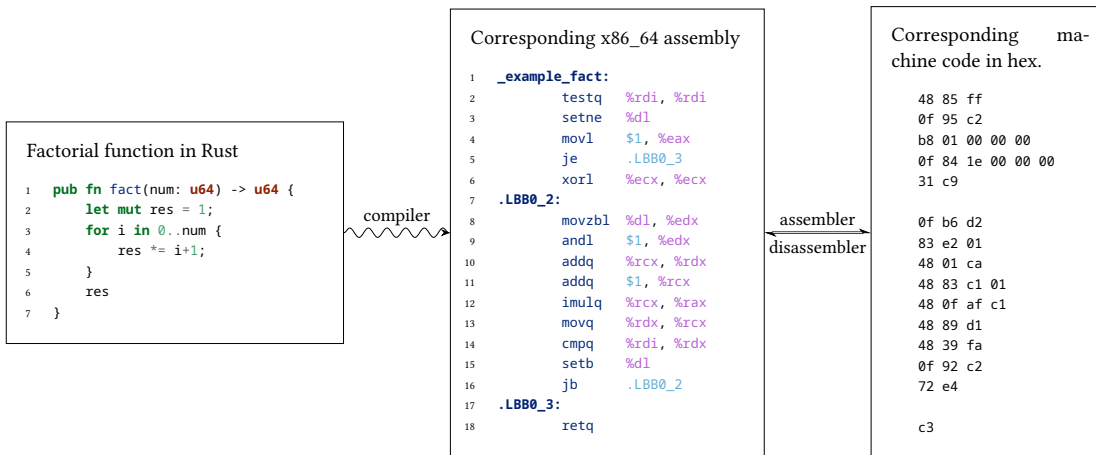 Factorial function in Rust
1 pub fn fact(num: u64) -> u64 {
2 let mut res = 1;
3 for i in 0..num {
4 res *= i+1;
5 }
6 res
7 }
compiler
Corresponding x86_64 assembly
1 _example_fact:
2 testq %rdi, %rdi
3 setne %dl
4 movl $1, %eax
5 je .LBB0_3
6 xorl %ecx, %ecx
7 .LBB0_2:
8 movzbl %dl, %edx
9 andl $1, %edx
10 addq %rcx, %rdx
11 addq $1, %rcx
12 imulq %rcx, %rax
13 movq %rdx, %rcx
14 cmpq %rdi, %rdx
15 setb %dl
16 jb .LBB0_2
17 .LBB0_3:
18 retq
assembler
disassembler
Corresponding ma-
chine code in hex.
48 85 ff
0f 95 c2
b8 01 00 00 00
0f 84 1e 00 00 00
31 c9
0f b6 d2
83 e2 01
48 01 ca
48 83 c1 01
48 0f af c1
48 89 d1
48 39 fa
0f 92 c2
72 e4
c3